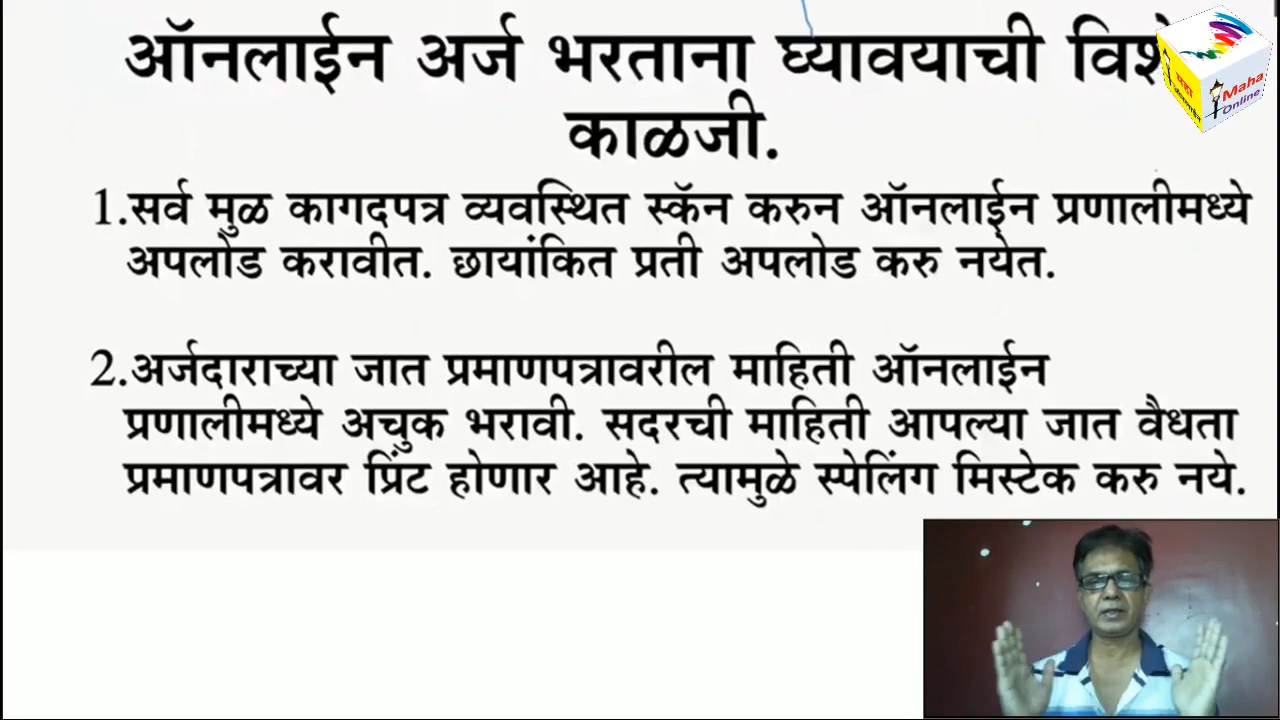 ऑनलाईन अर्ज भरताना घ्यावयाची
काळजी.
1.सर्व मुळ कागदपत्र व्यवस्थित स्कॅन करुन ऑनलाईन प्रणालीमध्ये
अपलोड करावीत. छायांकित प्रती अपलोड करु नयेत.
2.अर्जदाराच्या जात प्रमाणपत्रावरील माहिती ऑनलाईन
प्रणालीमध्ये अचुक भरावी. सदरची माहिती आपल्या जात वैधता
प्रमाणपत्रावर प्रिंट होणार आहे. त्यामुळे स्पेलिंग मिस्टेक करु नये.
महा
Maha
Online